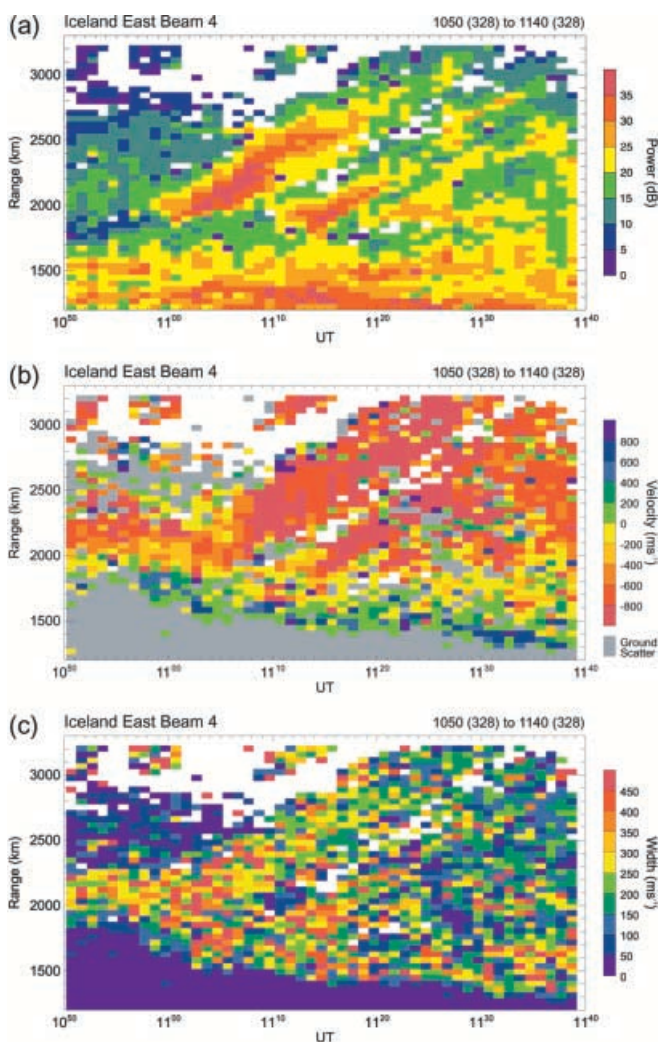 (a) Iceland East Beam 4 1050 (328) to 1140 (328)
3000
2500
2000
1500
Range (km)
10⁵⁰ 11⁰⁰ 11¹⁰ 11²⁰ 11³⁰ 11⁴⁰
UT
35
30
25
20
15
10
5
0
Power (dB)
(b) Iceland East Beam 4 1050 (328) to 1140 (328)
3000
2500
2000
1500
Range (km)
10⁵⁰ 11⁰⁰ 11¹⁰ 11²⁰ 11³⁰ 11⁴⁰
UT
800
600
400
200
0
-200
-400
-600
-800
Velocity (ms⁻¹)
Ground
Scatter
(c) Iceland East Beam 4 1050 (328) to 1140 (328)
3000
2500
2000
1500
Range (km)
10⁵⁰ 11⁰⁰ 11¹⁰ 11²⁰ 11³⁰ 11⁴⁰
UT
450
400
350
300
250
200
150
100
50
0
Width (ms⁻¹)